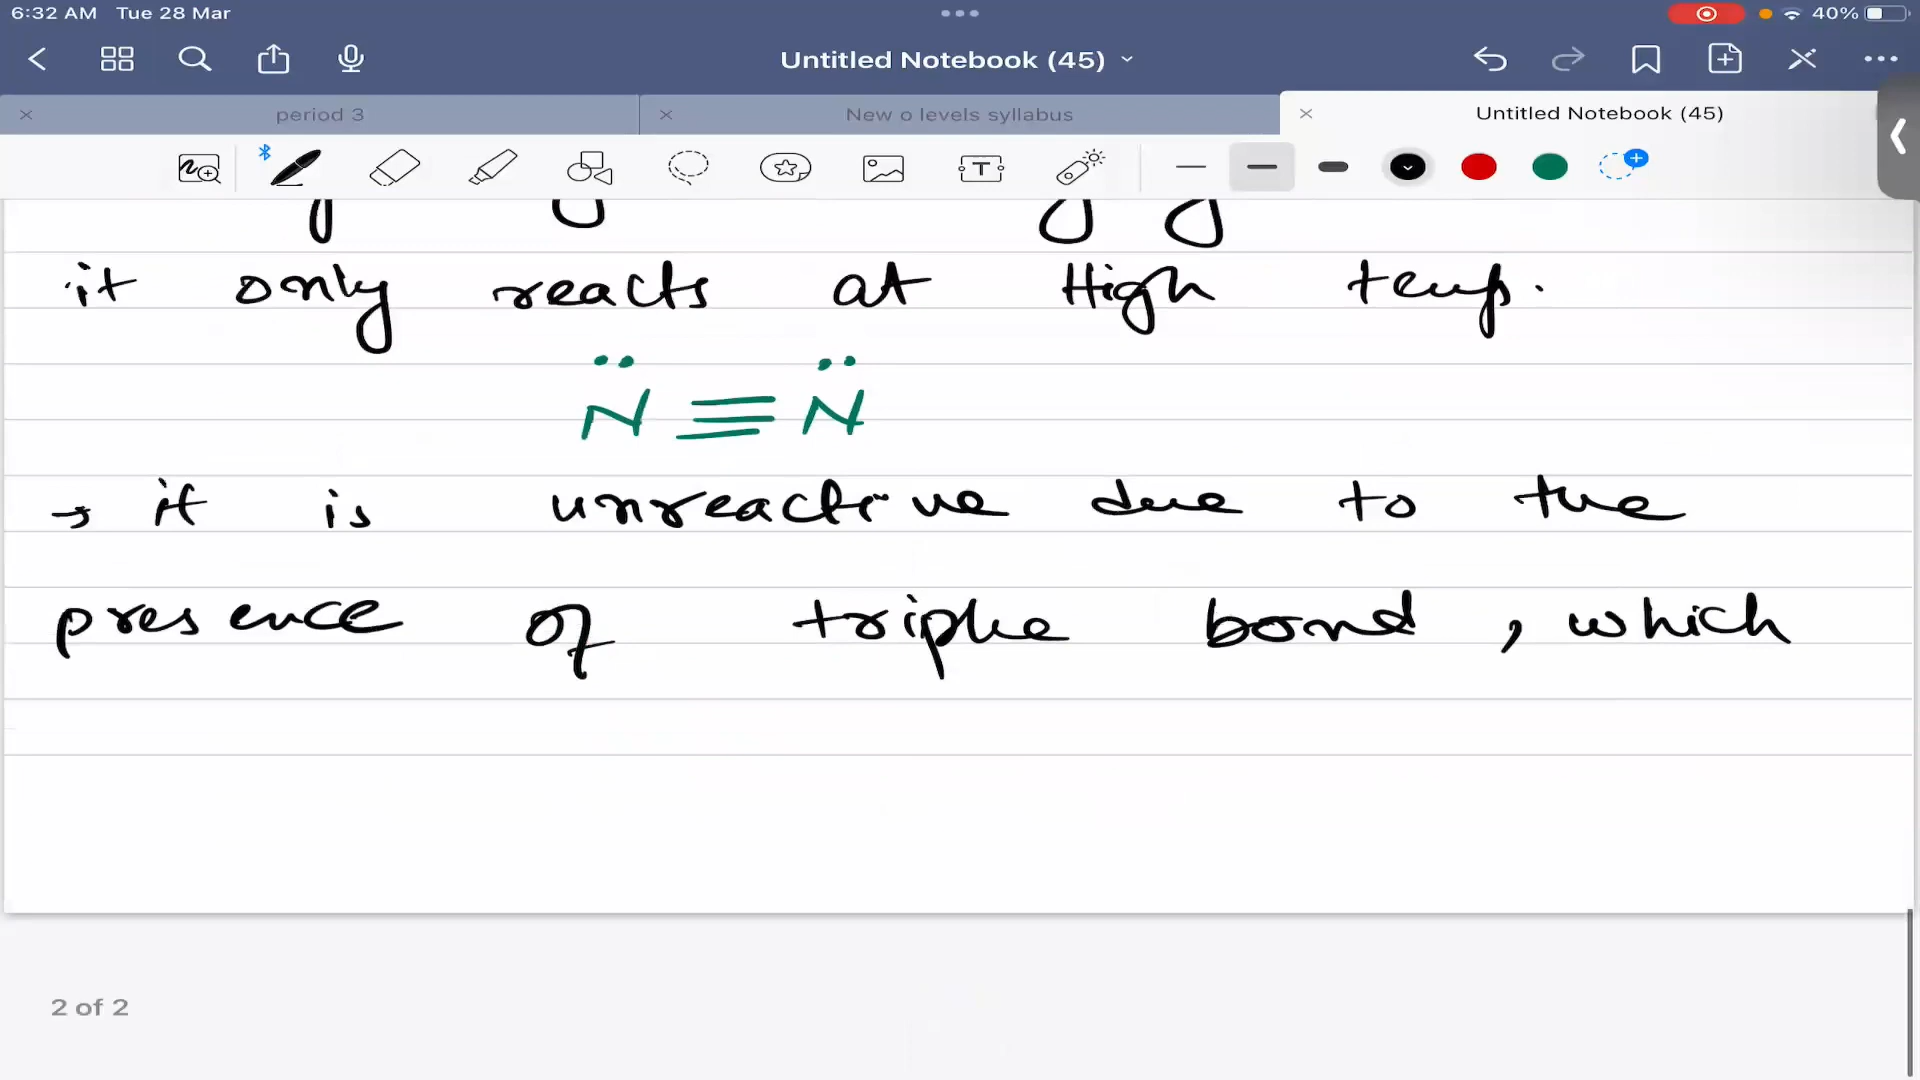 6:32 AM Tue 28 Mar
40%
Untitled Notebook (45)
period 3
New o levels syllabus
Untitled Notebook (45)
it only reacts at High temp.
N ≡ N
→ it is unreactive due to the
presence of triple bond, which
2 of 2